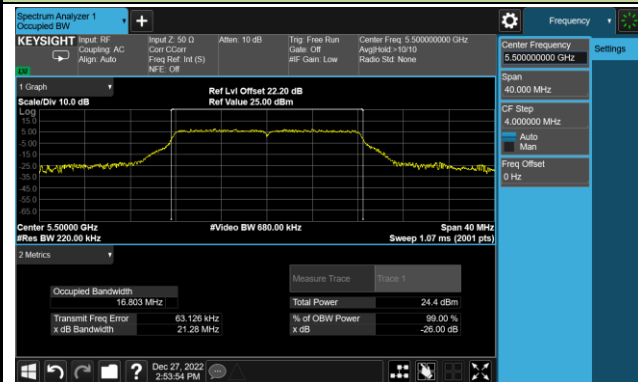 Spectrum Analyzer 1
Occupied BW
Frequency
KEYSIGHT
Input: RF
Coupling: AC
Align: Auto
Input Z: 50 Ω
Corr CCorr
Freq Ref: Int (S)
NFE: Off
Atten: 10 dB
Trig: Free Run
Gate: Off
#IF Gain: Low
Center Freq: 5.500000000 GHz
Avg|Hold:>10/10
Radio Std: None
LXI
Center Frequency
5.500000000 GHz
Settings
Span
40.000 MHz
CF Step
4.000000 MHz
Auto
Man
Freq Offset
0 Hz
1 Graph
Scale/Div 10.0 dB
Ref Lvl Offset 22.20 dB
Ref Value 25.00 dBm
Log
15.0
5.00
-5.00
-15.0
-25.0
-35.0
-45.0
-55.0
-65.0
Center 5.50000 GHz
#Res BW 220.00 kHz
#Video BW 680.00 kHz
Span 40 MHz
Sweep 1.07 ms (2001 pts)
2 Metrics
Measure Trace
Trace 1
Occupied Bandwidth
16.803 MHz
Total Power
24.4 dBm
Transmit Freq Error
63.126 kHz
% of OBW Power
99.00 %
x dB Bandwidth
21.28 MHz
x dB
-26.00 dB
?
Dec 27, 2022
2:53:54 PM